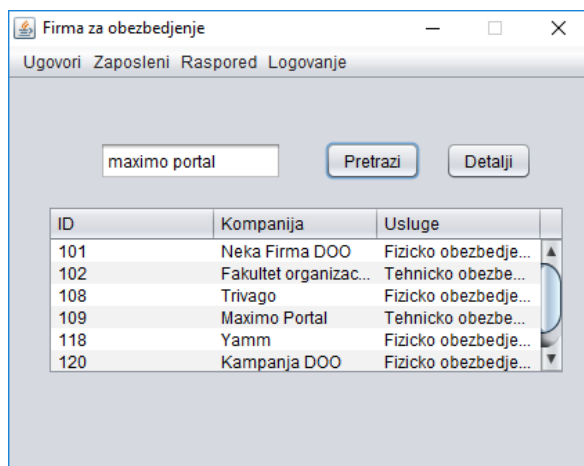 Firma za obezbedjenje
Ugovori Zaposleni Raspored Logovanje
maximo portal Pretrazi Detalji
ID Kompanija Usluge
101 Neka Firma DOO Fizicko obezbedje...
102 Fakultet organizac... Tehnicko obezbe...
108 Trivago Fizicko obezbedje...
109 Maximo Portal Tehnicko obezbe...
118 Yamm Fizicko obezbedje...
120 Kampanja DOO Fizicko obezbedje...